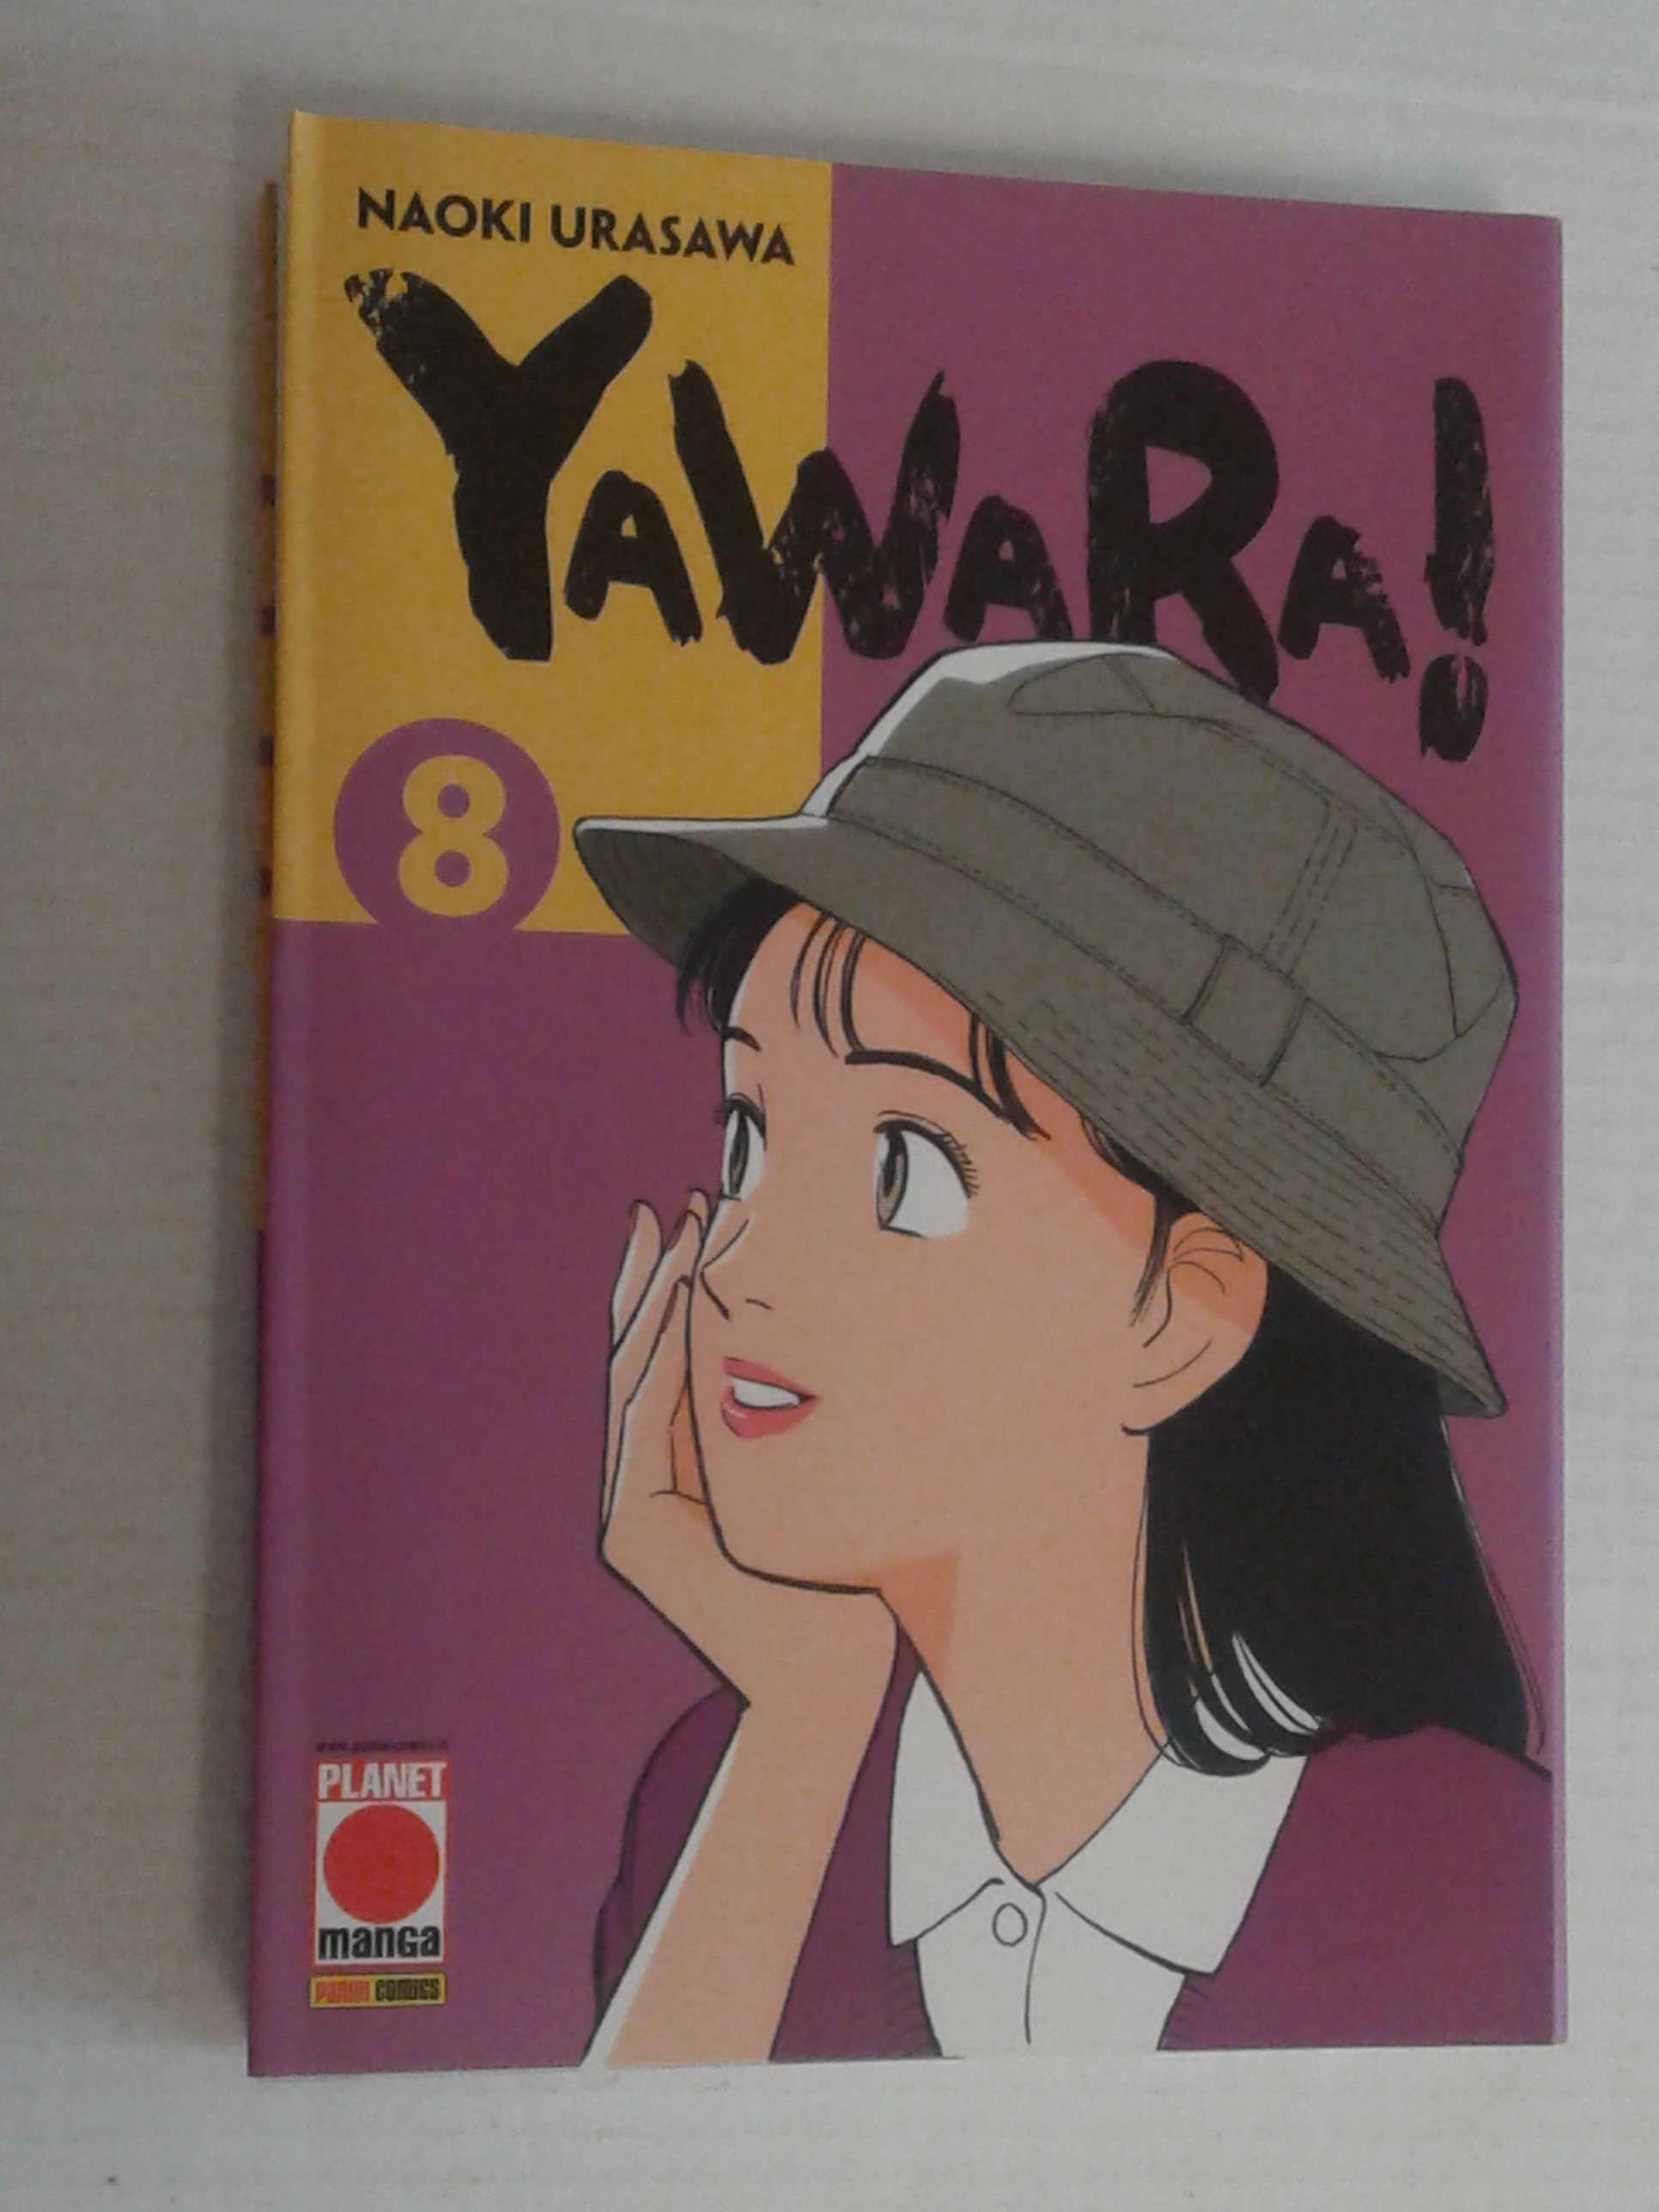 NAOKI URASAWA
YAWARA!
8
PLANET
manga
PANINI COMICS